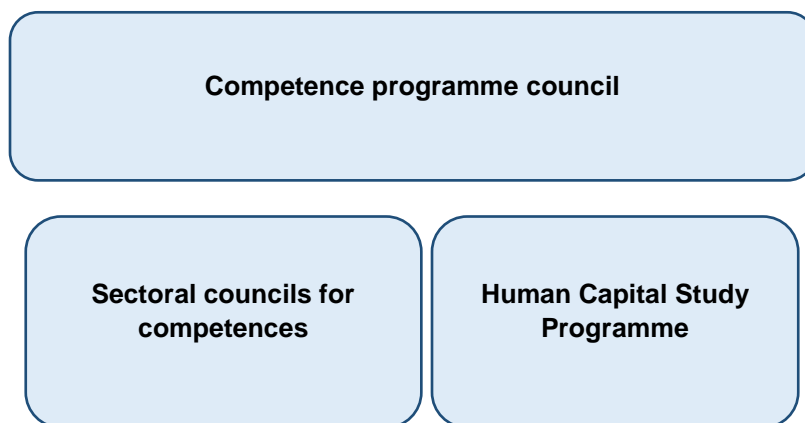 Competence programme council
Sectoral councils for
competences
Human Capital Study
Programme